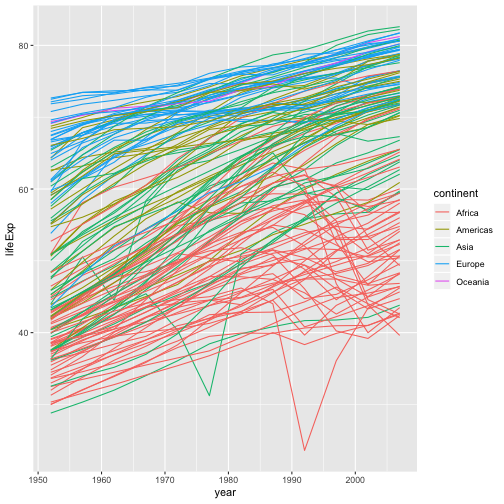 80
60
40
lifeExp
1950
1960
1970
1980
1990
2000
year
continent
Africa
Americas
Asia
Europe
Oceania